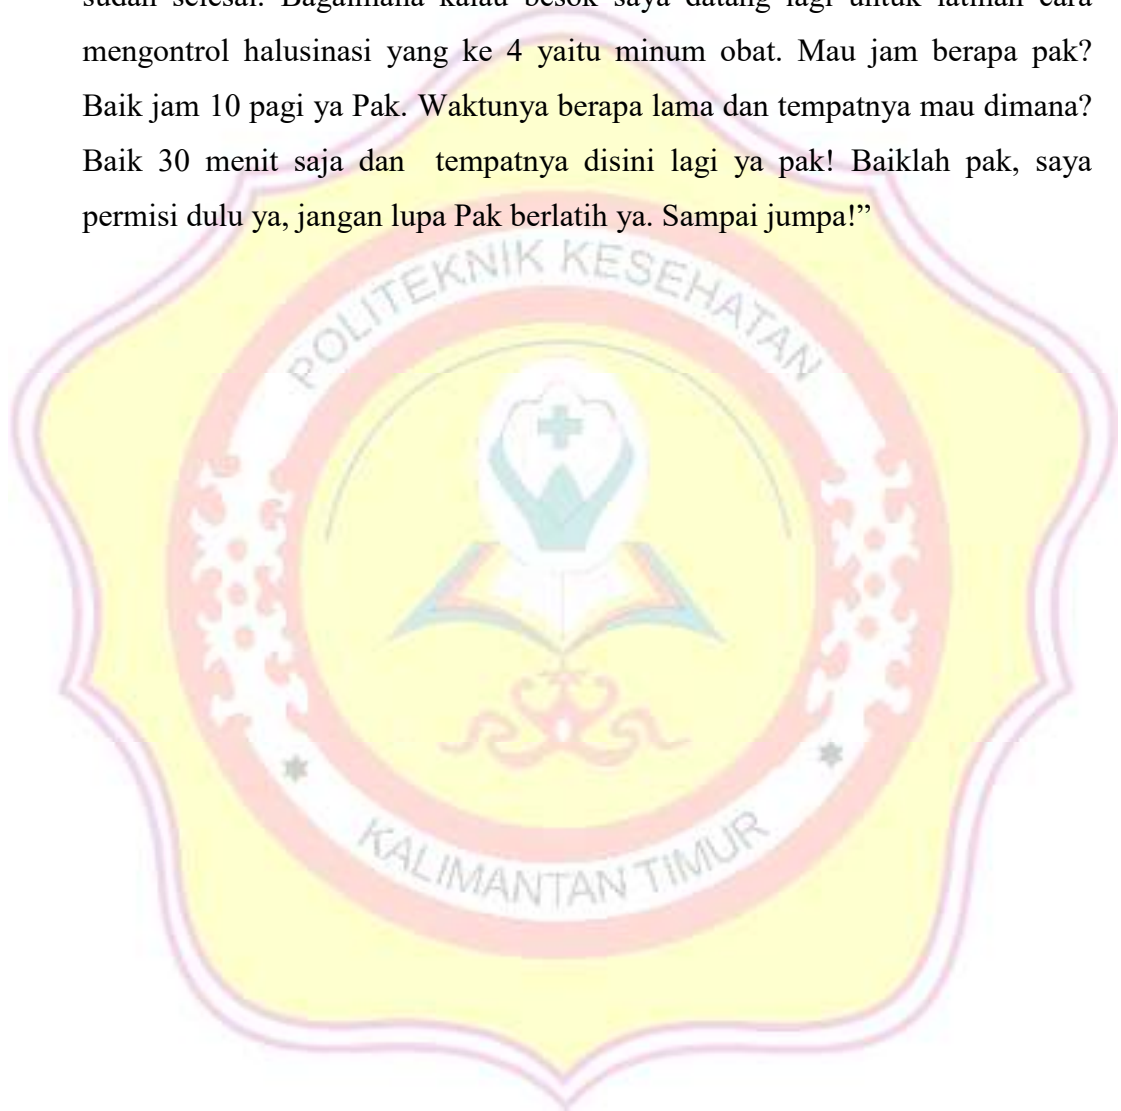 sudah selesai. Bagaimana kalau besok saya datang lagi untuk latihan cara
mengontrol halusinasi yang ke 4 yaitu minum obat. Mau jam berapa pak?
Baik jam 10 pagi ya Pak. Waktunya berapa lama dan tempatnya mau dimana?
Baik 30 menit saja dan tempatnya disini lagi ya pak! Baiklah pak, saya
permisi dulu ya, jangan lupa Pak berlatih ya. Sampai jumpa!”
POLITEKNIK KESEHATAN
KALIMANTAN TIMUR